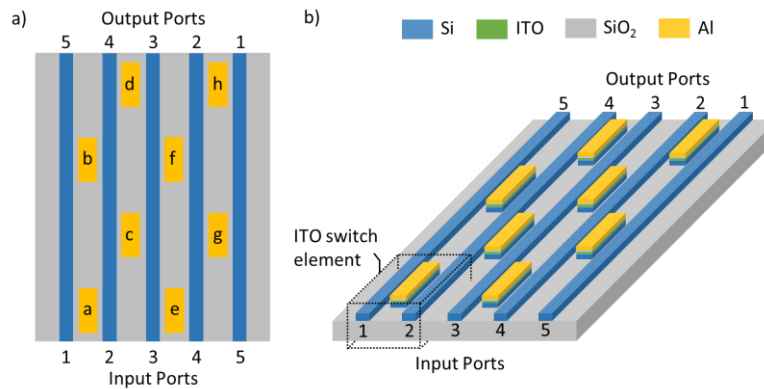 a)
Output Ports
5 4 3 2 1
d h
b f
c g
a e
1 2 3 4 5
Input Ports
b)
Si ITO SiO₂ Al
Output Ports
5 4 3 2 1
ITO switch
element
1 2 3 4 5
Input Ports